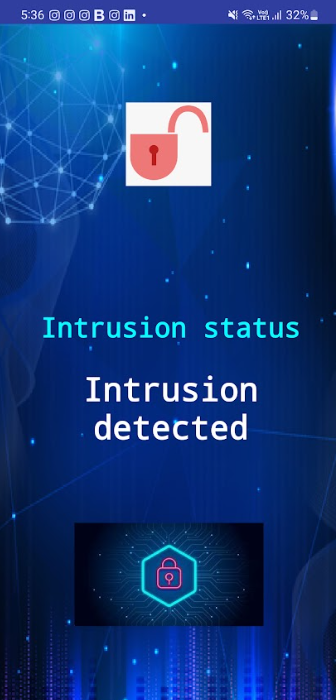 5:36 32%
Intrusion status
Intrusion
detected